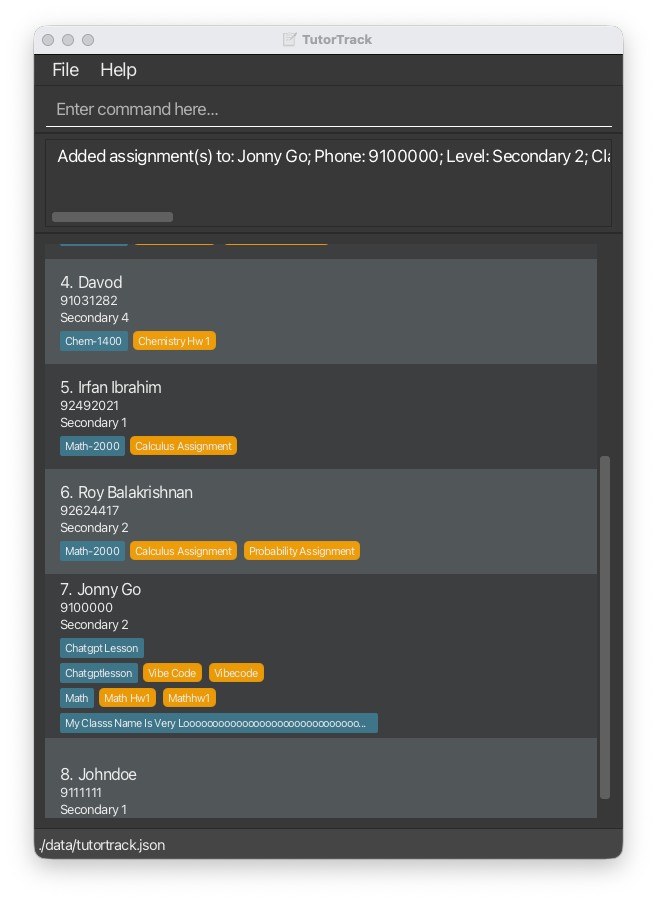 TutorTrack
File Help
Enter command here...
Added assignment(s) to: Jonny Go; Phone: 9100000; Level: Secondary 2; Cla
4. Davod
91031282
Secondary 4
Chem-1400 Chemistry Hw 1
5. Irfan Ibrahim
92492021
Secondary 1
Math-2000 Calculus Assignment
6. Roy Balakrishnan
92624417
Secondary 2
Math-2000 Calculus Assignment Probability Assignment
7. Jonny Go
9100000
Secondary 2
Chatgpt Lesson
Chatgptlesson Vibe Code Vibecode
Math Math Hw1 Mathhw1
My Classs Name Is Very Looooooooooooooooooooooooooooooo...
8. Johndoe
9111111
Secondary 1
./data/tutortrack.json